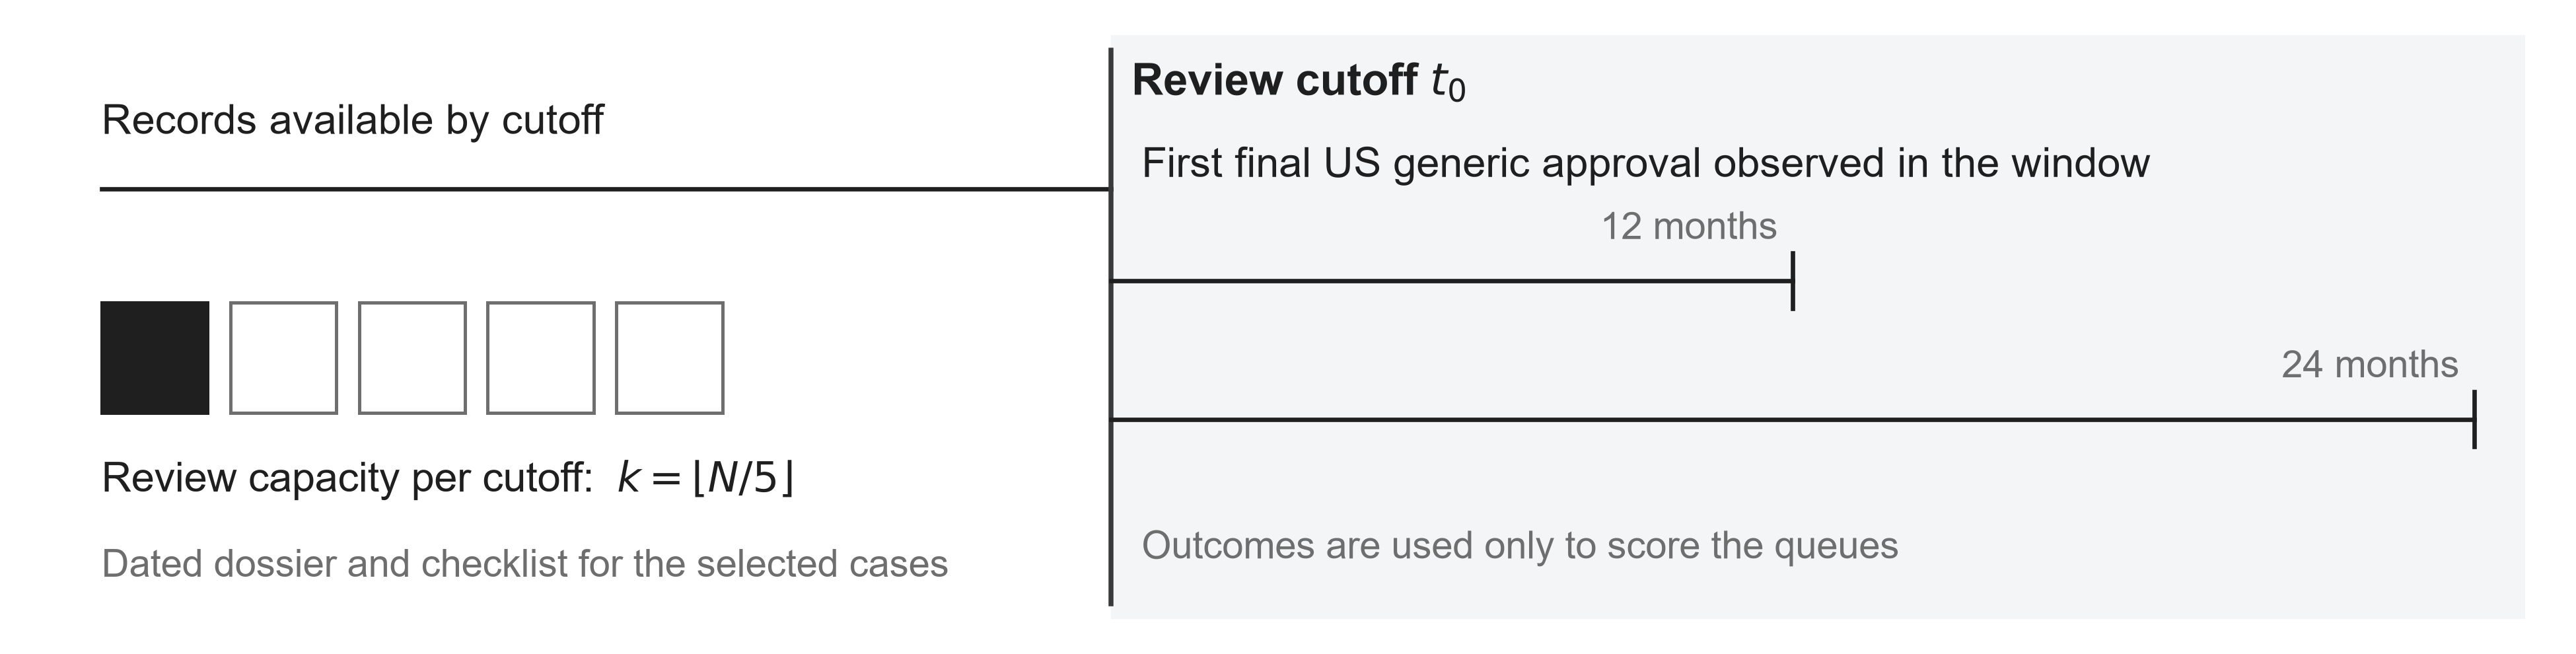 Records available by cutoff
Review capacity per cutoff: k = ⌊N/5⌋
Dated dossier and checklist for the selected cases
Review cutoff t₀
First final US generic approval observed in the window
12 months
24 months
Outcomes are used only to score the queues